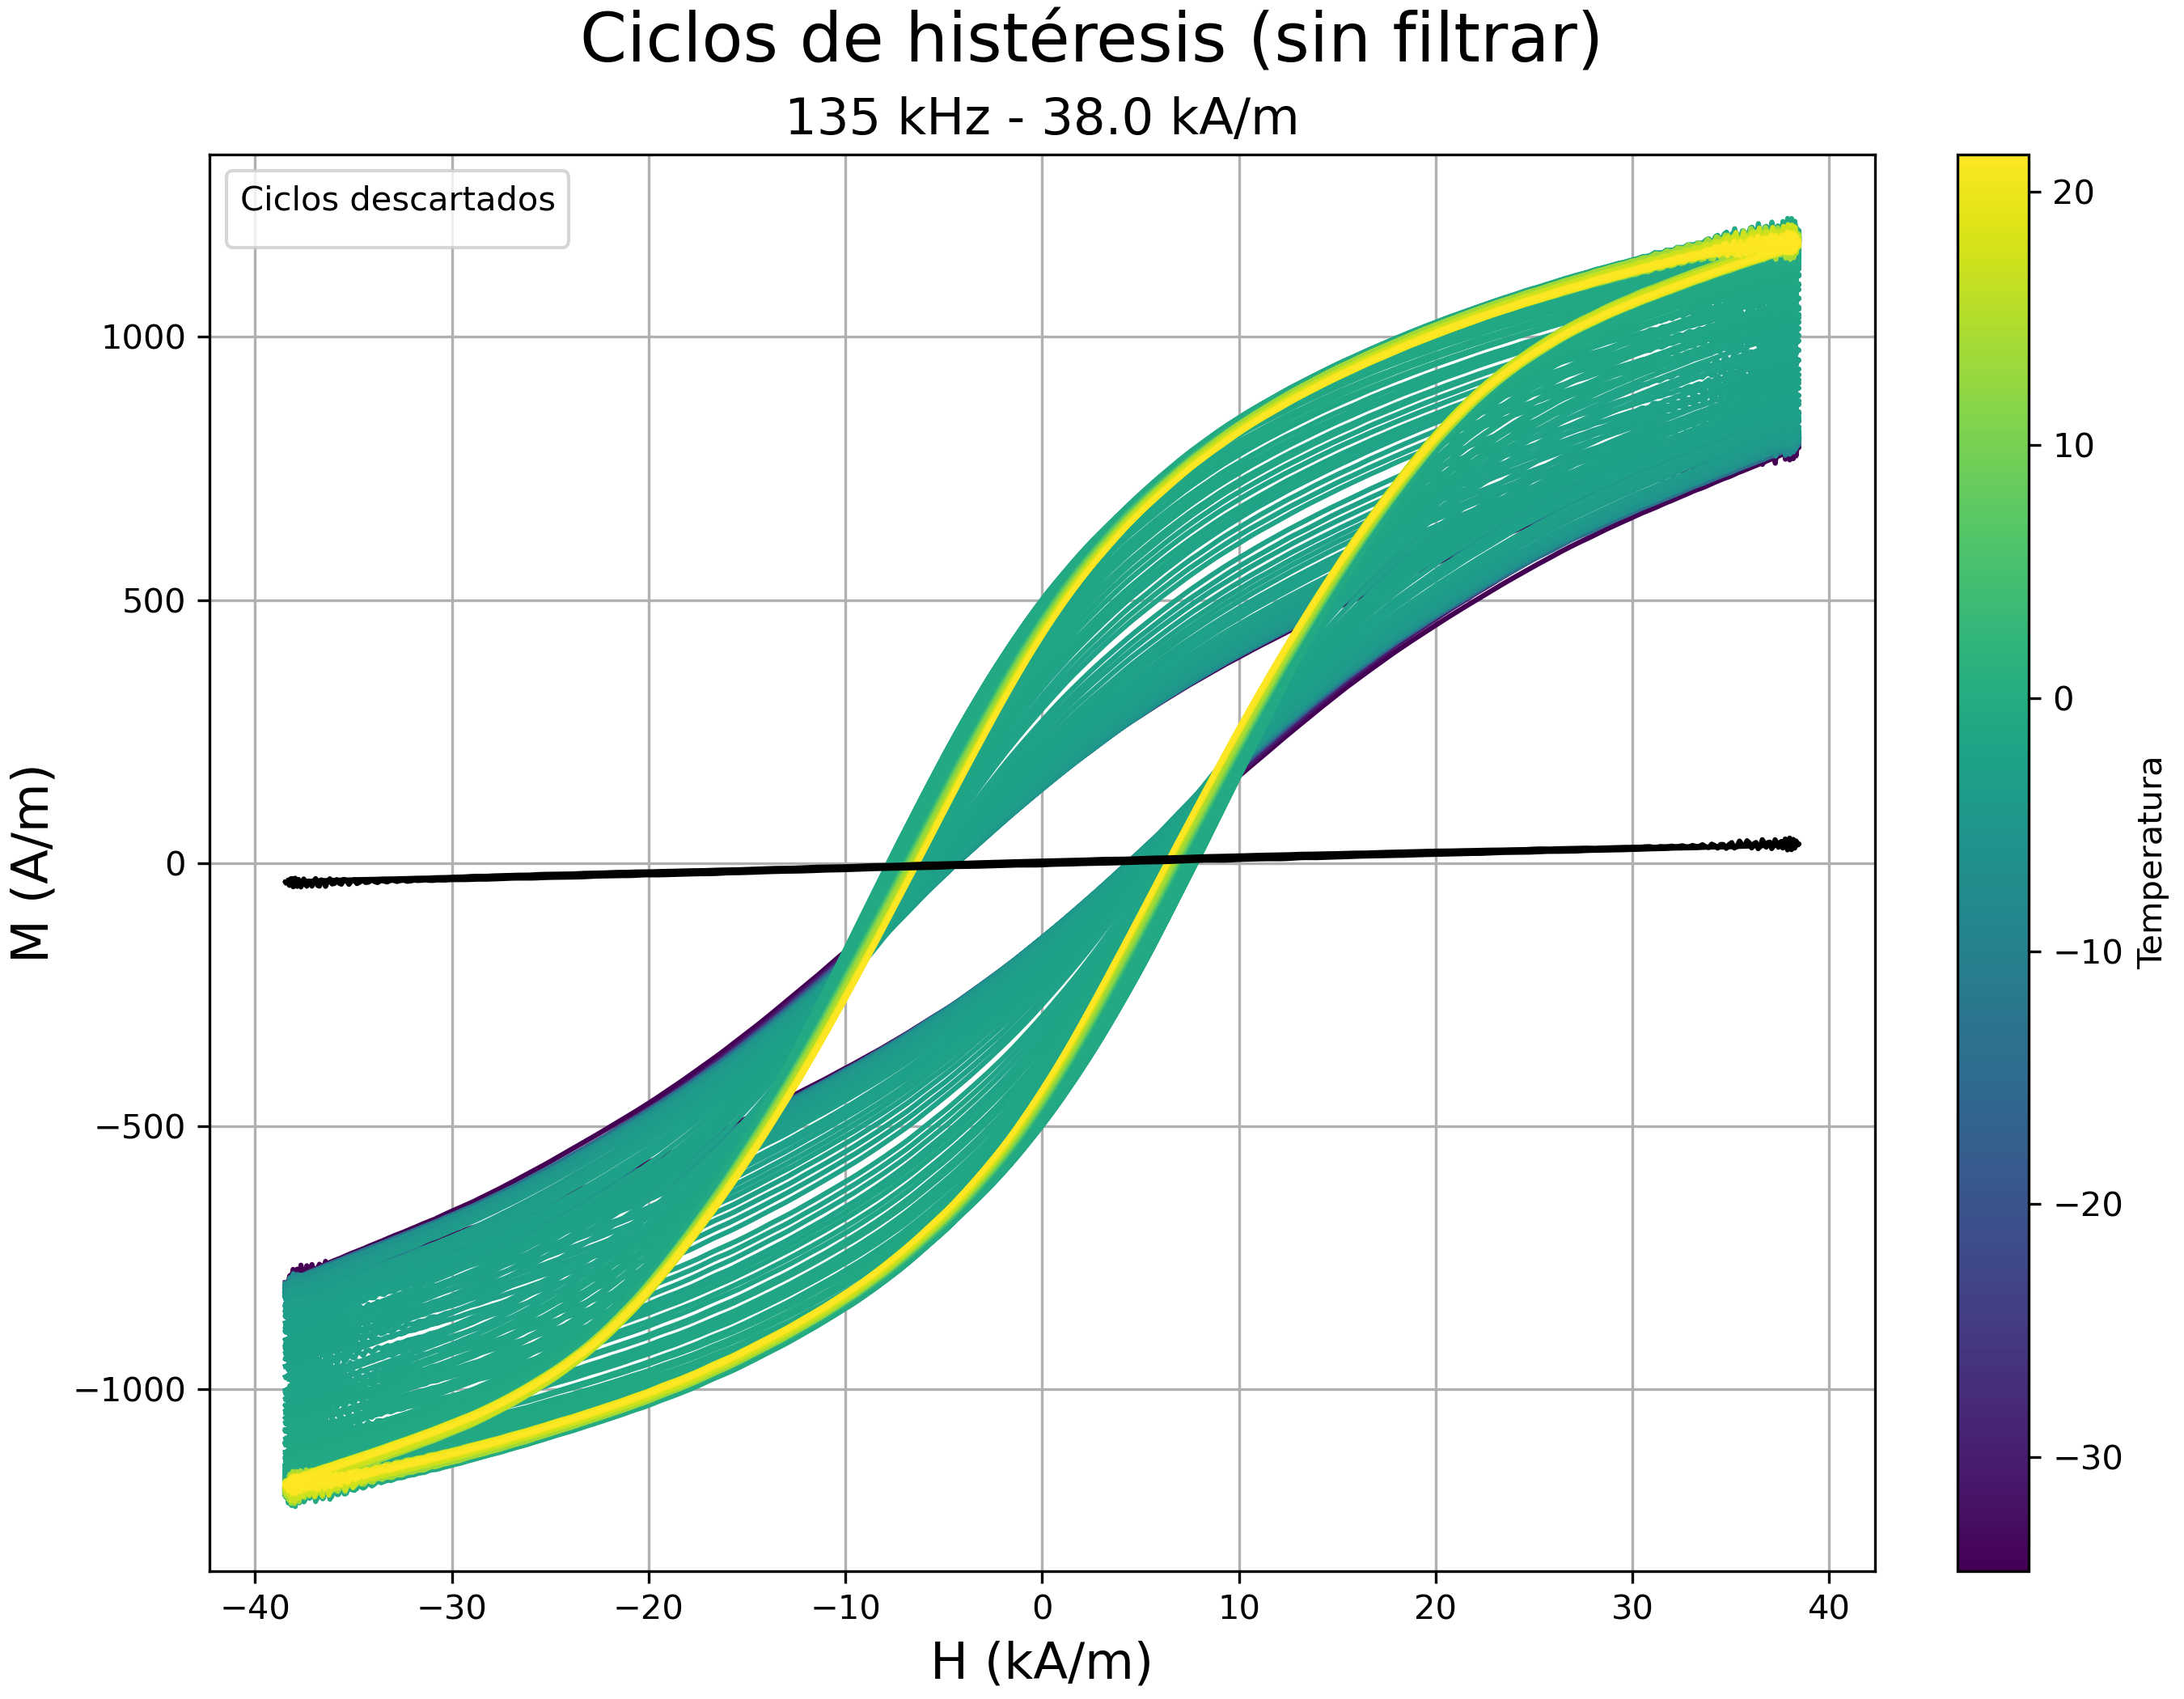 Ciclos de histéresis (sin filtrar)
135 kHz - 38.0 kA/m
Ciclos descartados
1000
500
0
−500
−1000
M (A/m)
−40 −30 −20 −10 0 10 20 30 40
H (kA/m)
20
10
0
−10
−20
−30
Temperatura